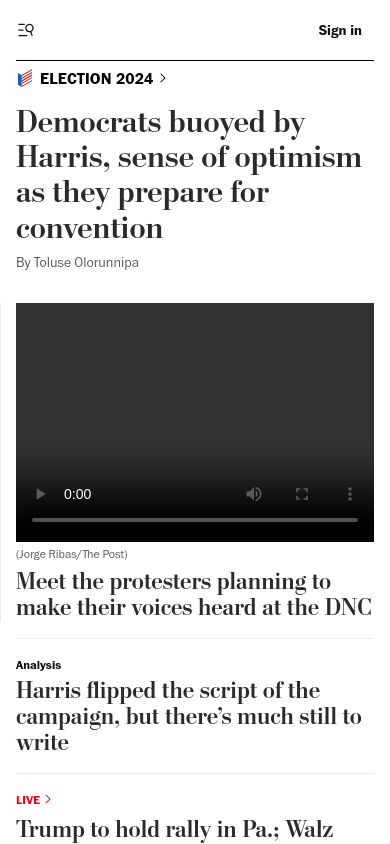 Sign in
ELECTION 2024
Democrats buoyed by
Harris, sense of optimism
as they prepare for
convention
By Toluse Olorunnipa
0:00
(Jorge Ribas/The Post)
Meet the protesters planning to
make their voices heard at the DNC
Analysis
Harris flipped the script of the
campaign, but there’s much still to
write
LIVE
Trump to hold rally in Pa.; Walz